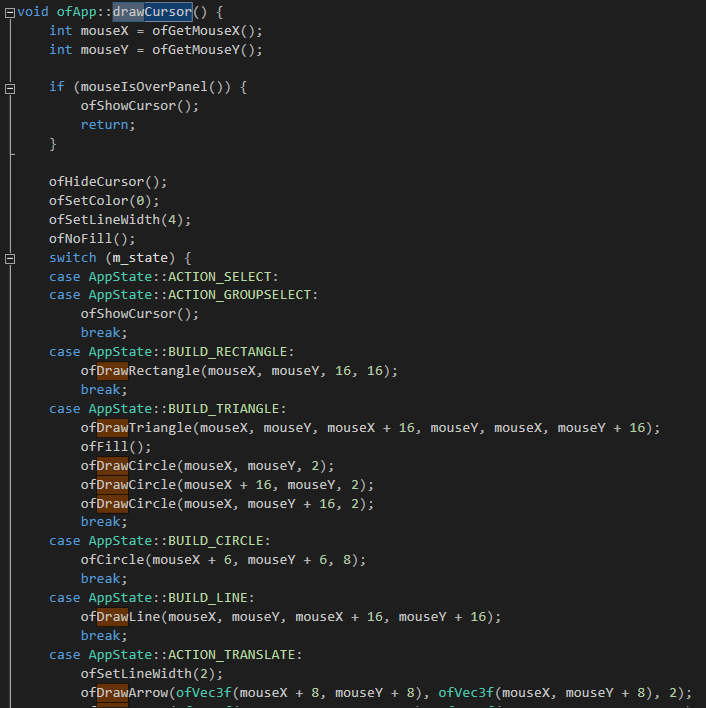 void ofApp::drawCursor() {
    int mouseX = ofGetMouseX();
    int mouseY = ofGetMouseY();

    if (mouseIsOverPanel()) {
        ofShowCursor();
        return;
    }

    ofHideCursor();
    ofSetColor(0);
    ofSetLineWidth(4);
    ofNoFill();
    switch (m_state) {
    case AppState::ACTION_SELECT:
    case AppState::ACTION_GROUPSELECT:
        ofShowCursor();
        break;
    case AppState::BUILD_RECTANGLE:
        ofDrawRectangle(mouseX, mouseY, 16, 16);
        break;
    case AppState::BUILD_TRIANGLE:
        ofDrawTriangle(mouseX, mouseY, mouseX + 16, mouseY, mouseX, mouseY + 16);
        ofFill();
        ofDrawCircle(mouseX, mouseY, 2);
        ofDrawCircle(mouseX + 16, mouseY, 2);
        ofDrawCircle(mouseX, mouseY + 16, 2);
        break;
    case AppState::BUILD_CIRCLE:
        ofCircle(mouseX + 6, mouseY + 6, 8);
        break;
    case AppState::BUILD_LINE:
        ofDrawLine(mouseX, mouseY, mouseX + 16, mouseY + 16);
        break;
    case AppState::ACTION_TRANSLATE:
        ofSetLineWidth(2);
        ofDrawArrow(ofVec3f(mouseX + 8, mouseY + 8), ofVec3f(mouseX, mouseY + 8), 2);